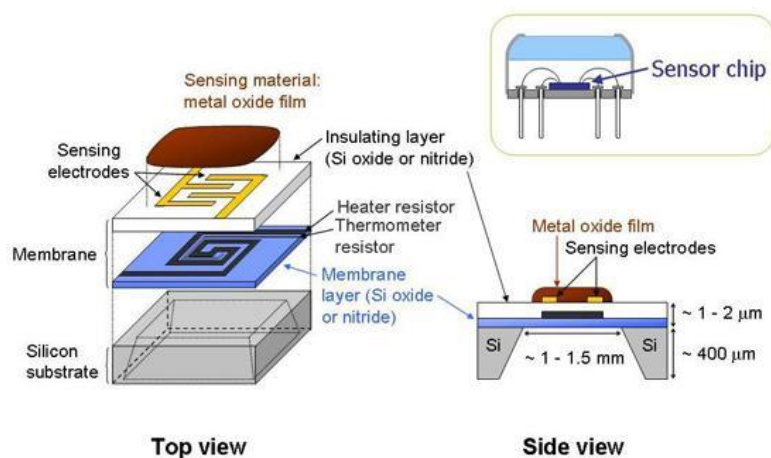 Sensing material:
metal oxide film
Sensing
electrodes
Insulating layer
(Si oxide or nitride)
Heater resistor
Thermometer
resistor
Membrane
Membrane
layer (Si oxide
or nitride)
Silicon
substrate
Top view
Sensor chip
Metal oxide film
Sensing electrodes
~ 1 - 2 μm
Si
~ 1 - 1.5 mm
Si
~ 400 μm
Side view